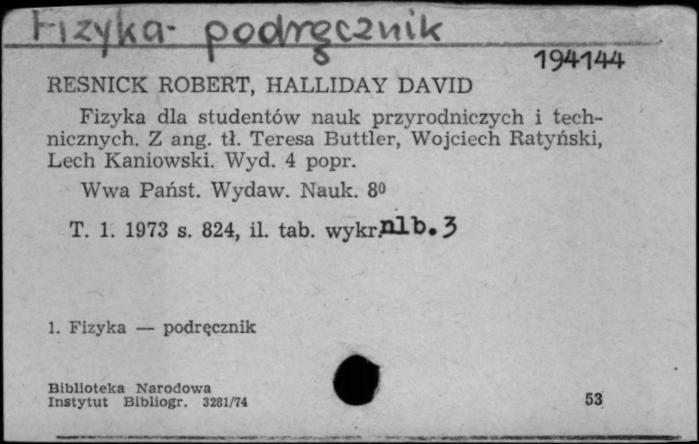 Fizyka - podręcznik
194144
RESNICK ROBERT, HALLIDAY DAVID
Fizyka dla studentów nauk przyrodniczych i tech-
nicznych. Z ang. tł. Teresa Buttler, Wojciech Ratyński,
Lech Kaniowski. Wyd. 4 popr.
Wwa Państ. Wydaw. Nauk. 8⁰
T. 1. 1973 s. 824, il. tab. wykr. nlb. 3
1. Fizyka — podręcznik
Biblioteka Narodowa
Instytut Bibliogr. 3281/74
53